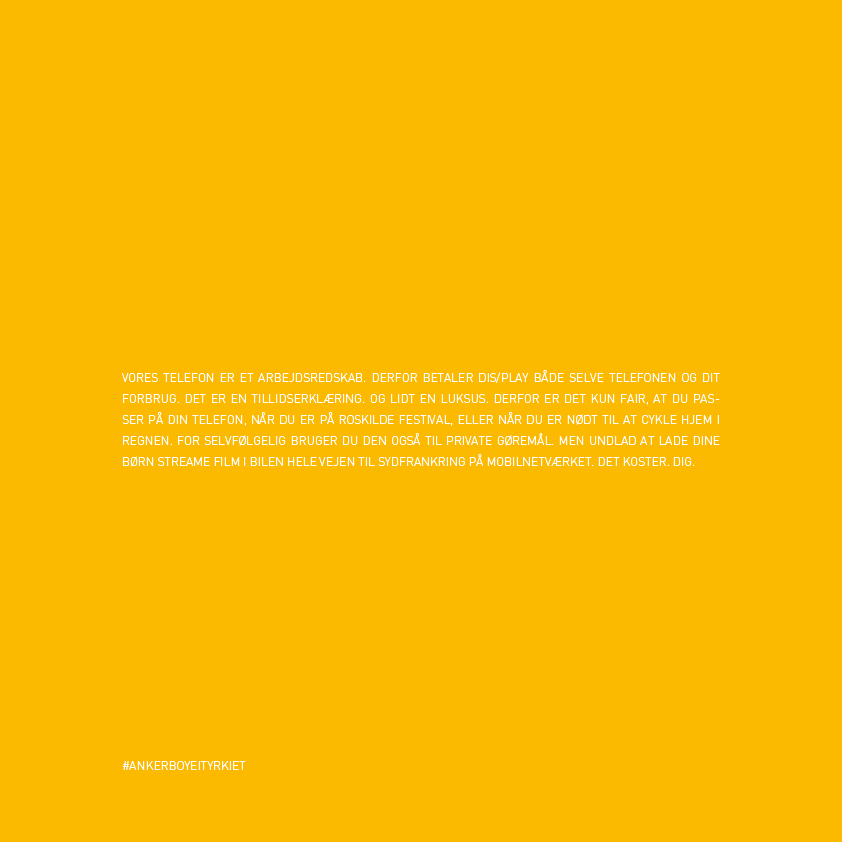 VORES TELEFON ER ET ARBEJDSREDSKAB. DERFOR BETALER DIS/PLAY BÅDE SELVE TELEFONEN OG DIT
FORBRUG. DET ER EN TILLIDSERKLÆRING. OG LIDT EN LUKSUS. DERFOR ER DET KUN FAIR, AT DU PAS-
SER PÅ DIN TELEFON, NÅR DU ER PÅ ROSKILDE FESTIVAL, ELLER NÅR DU ER NØDT TIL AT CYKLE HJEM I
REGNEN. FOR SELVFØLGELIG BRUGER DU DEN OGSÅ TIL PRIVATE GØREMÅL. MEN UNDLAD AT LADE DINE
BØRN STREAME FILM I BILEN HELE VEJEN TIL SYDFRANKRING PÅ MOBILNETVÆRKET. DET KOSTER. DIG.
#ANKERBOYEITYRKIET